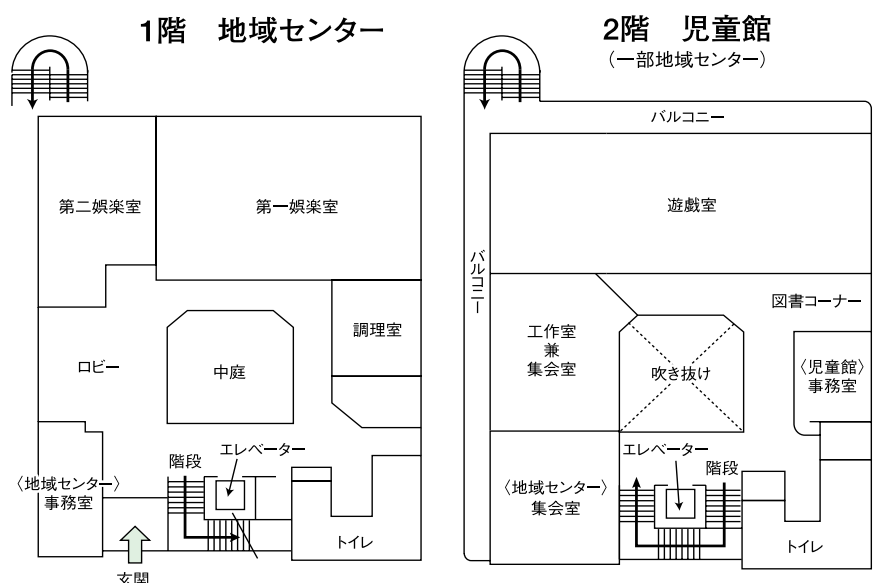 1階 地域センター
第二娯楽室
第一娯楽室
調理室
ロビー
中庭
エレベーター
階段
〈地域センター〉
事務室
トイレ
玄関
2階 児童館
(一部地域センター)
バルコニー
遊戯室
バルコニー
図書コーナー
工作室
兼
集会室
吹き抜け
〈児童館〉
事務室
エレベーター
階段
〈地域センター〉
集会室
トイレ